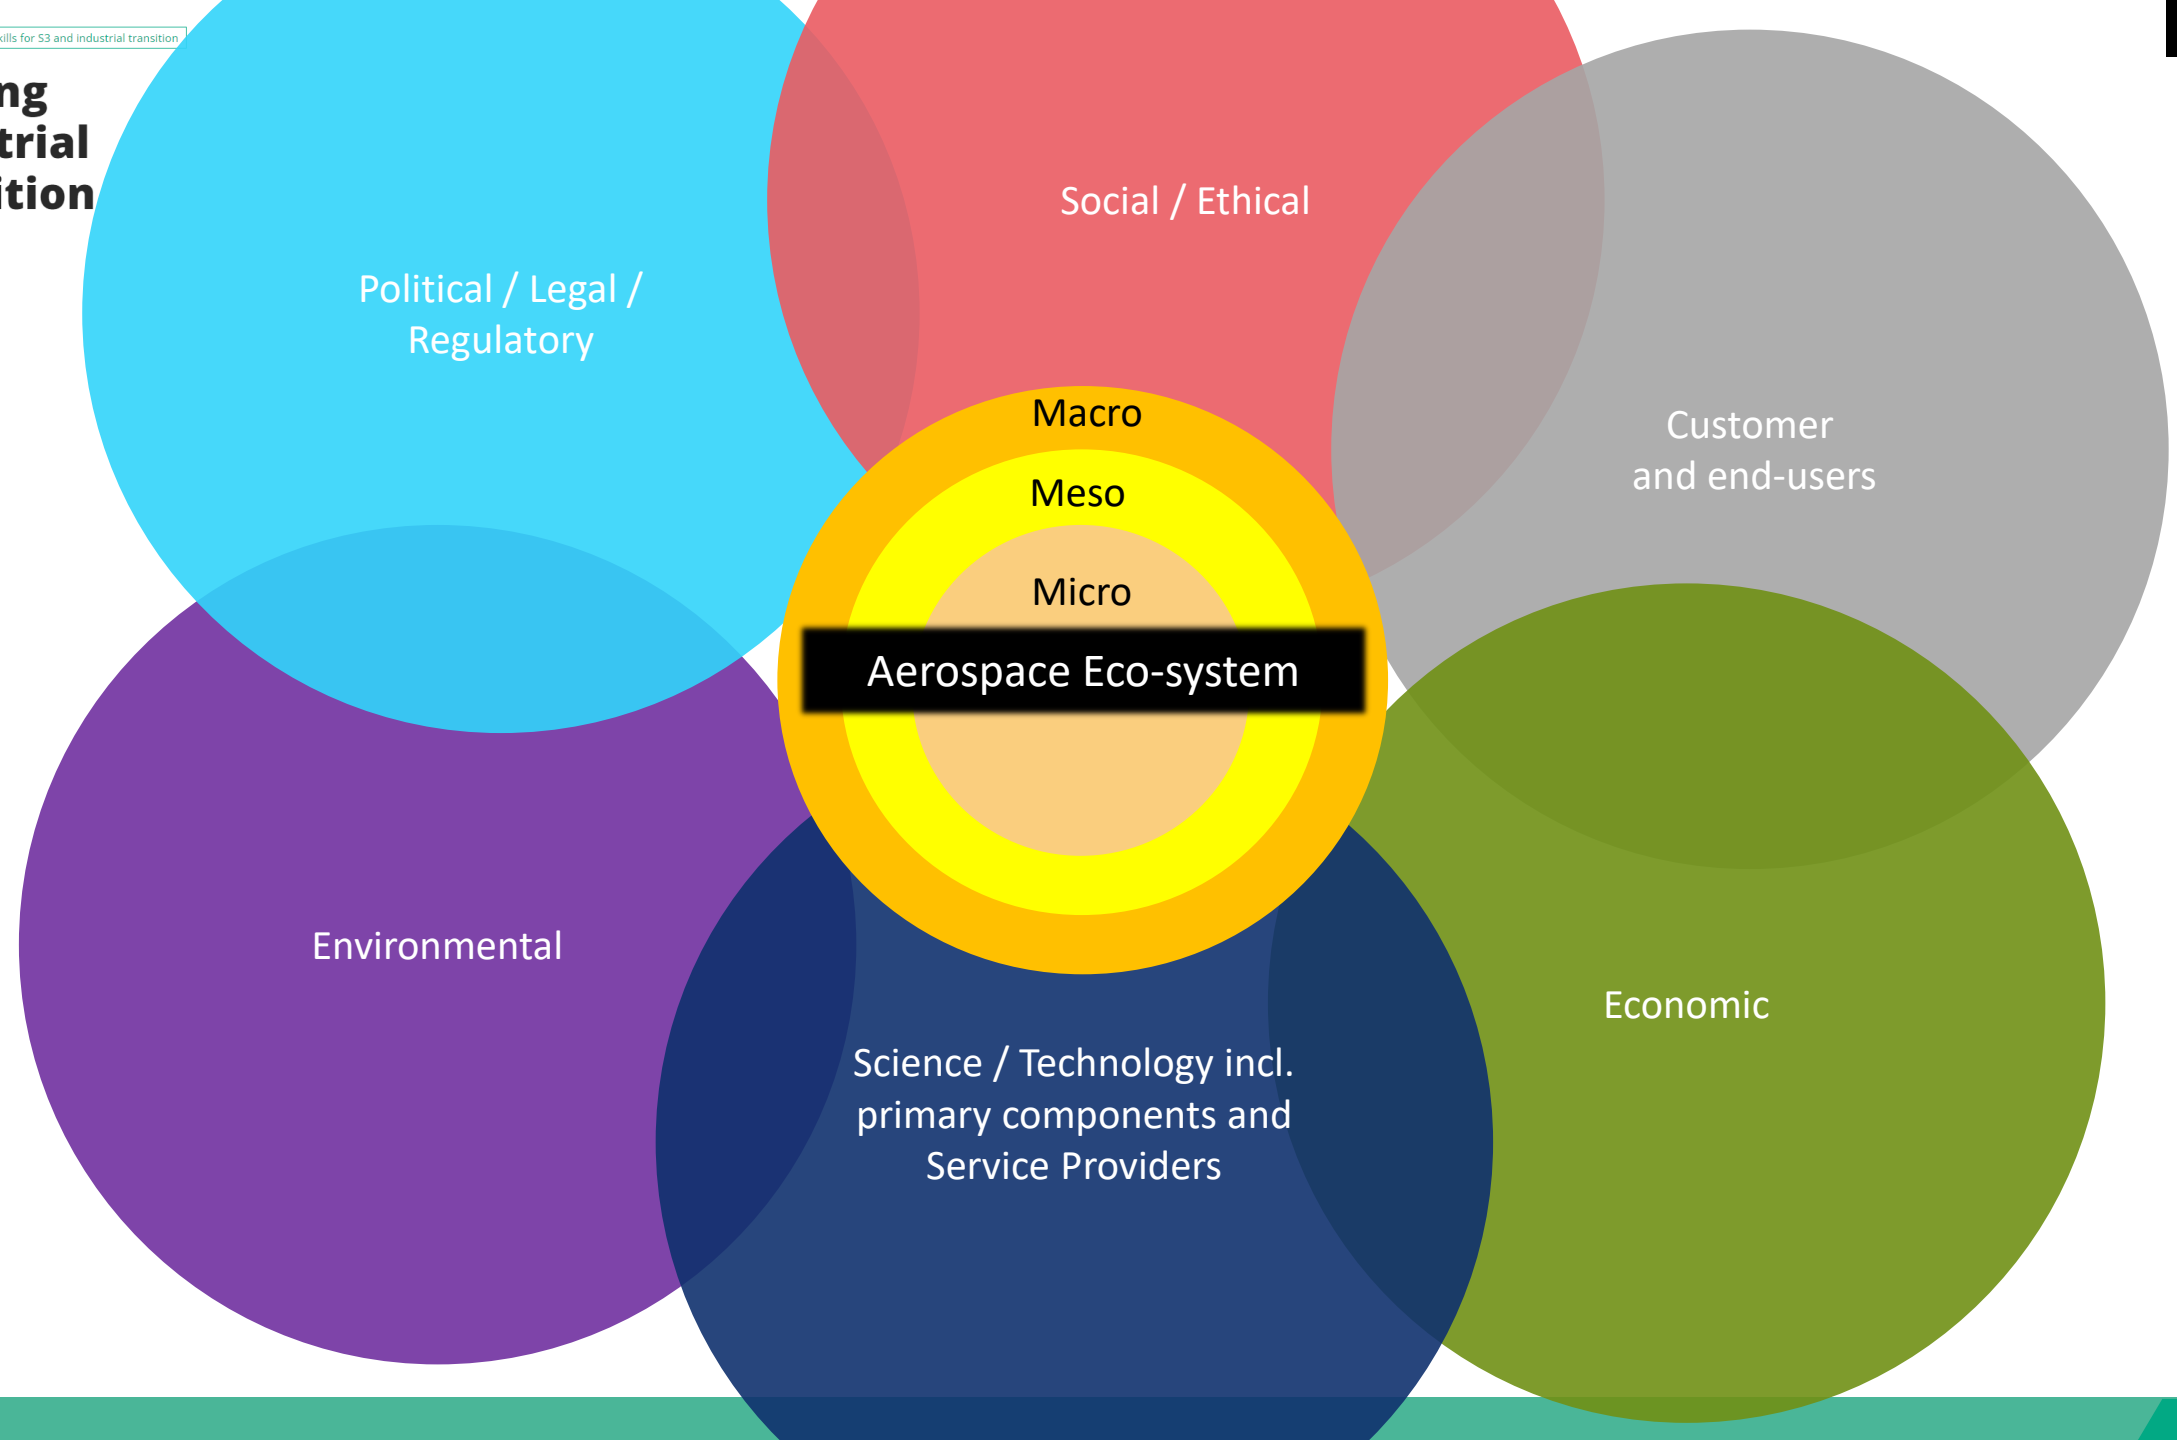 kills for S3 and industrial transition
ng
trial
ition
Social / Ethical
Political / Legal /
Regulatory
Customer
and end-users
Macro
Meso
Micro
Aerospace Eco-system
Environmental
Economic
Science / Technology incl.
primary components and
Service Providers